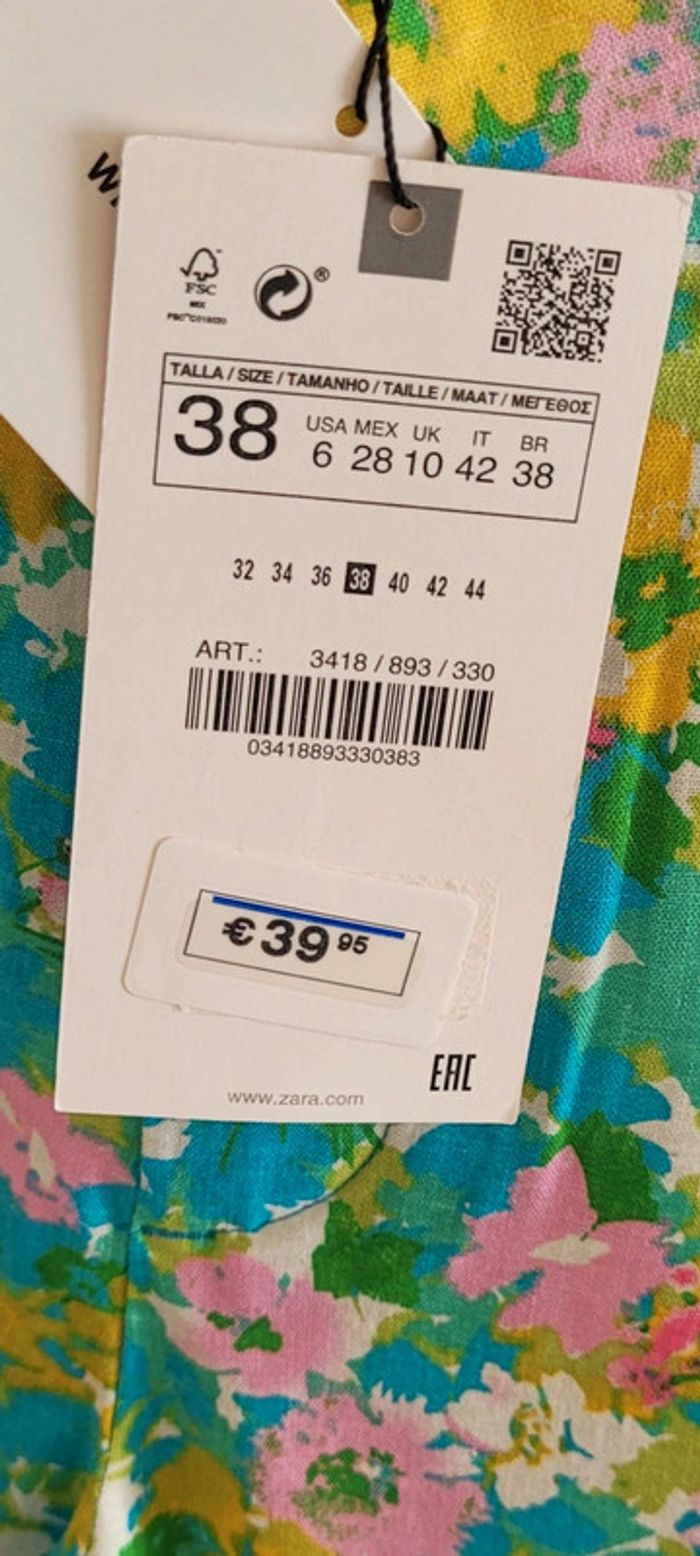 W
FSC
MIX
®
TALLA / SIZE / TAMANHO / TAILLE / MAAT / ΜΕΓΕΘΟΣ
38
USA MEX UK IT BR
6 28 10 42 38
32 34 36 38 40 42 44
ART.: 3418 / 893 / 330
03418893330383
€39 95
EAC
www.zara.com